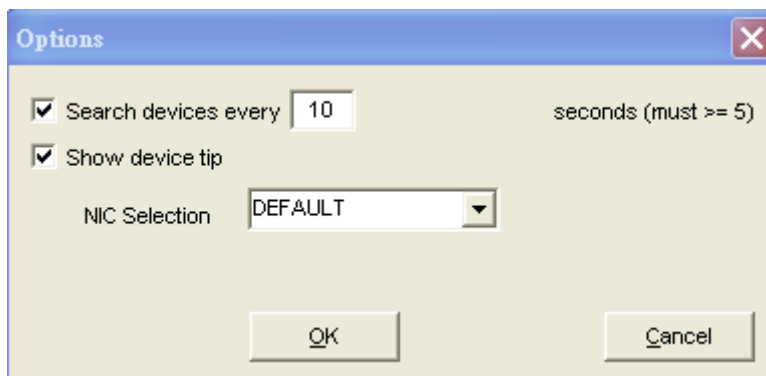 Options
Search devices every 10 seconds (must >= 5)
Show device tip
NIC Selection DEFAULT
OK Cancel